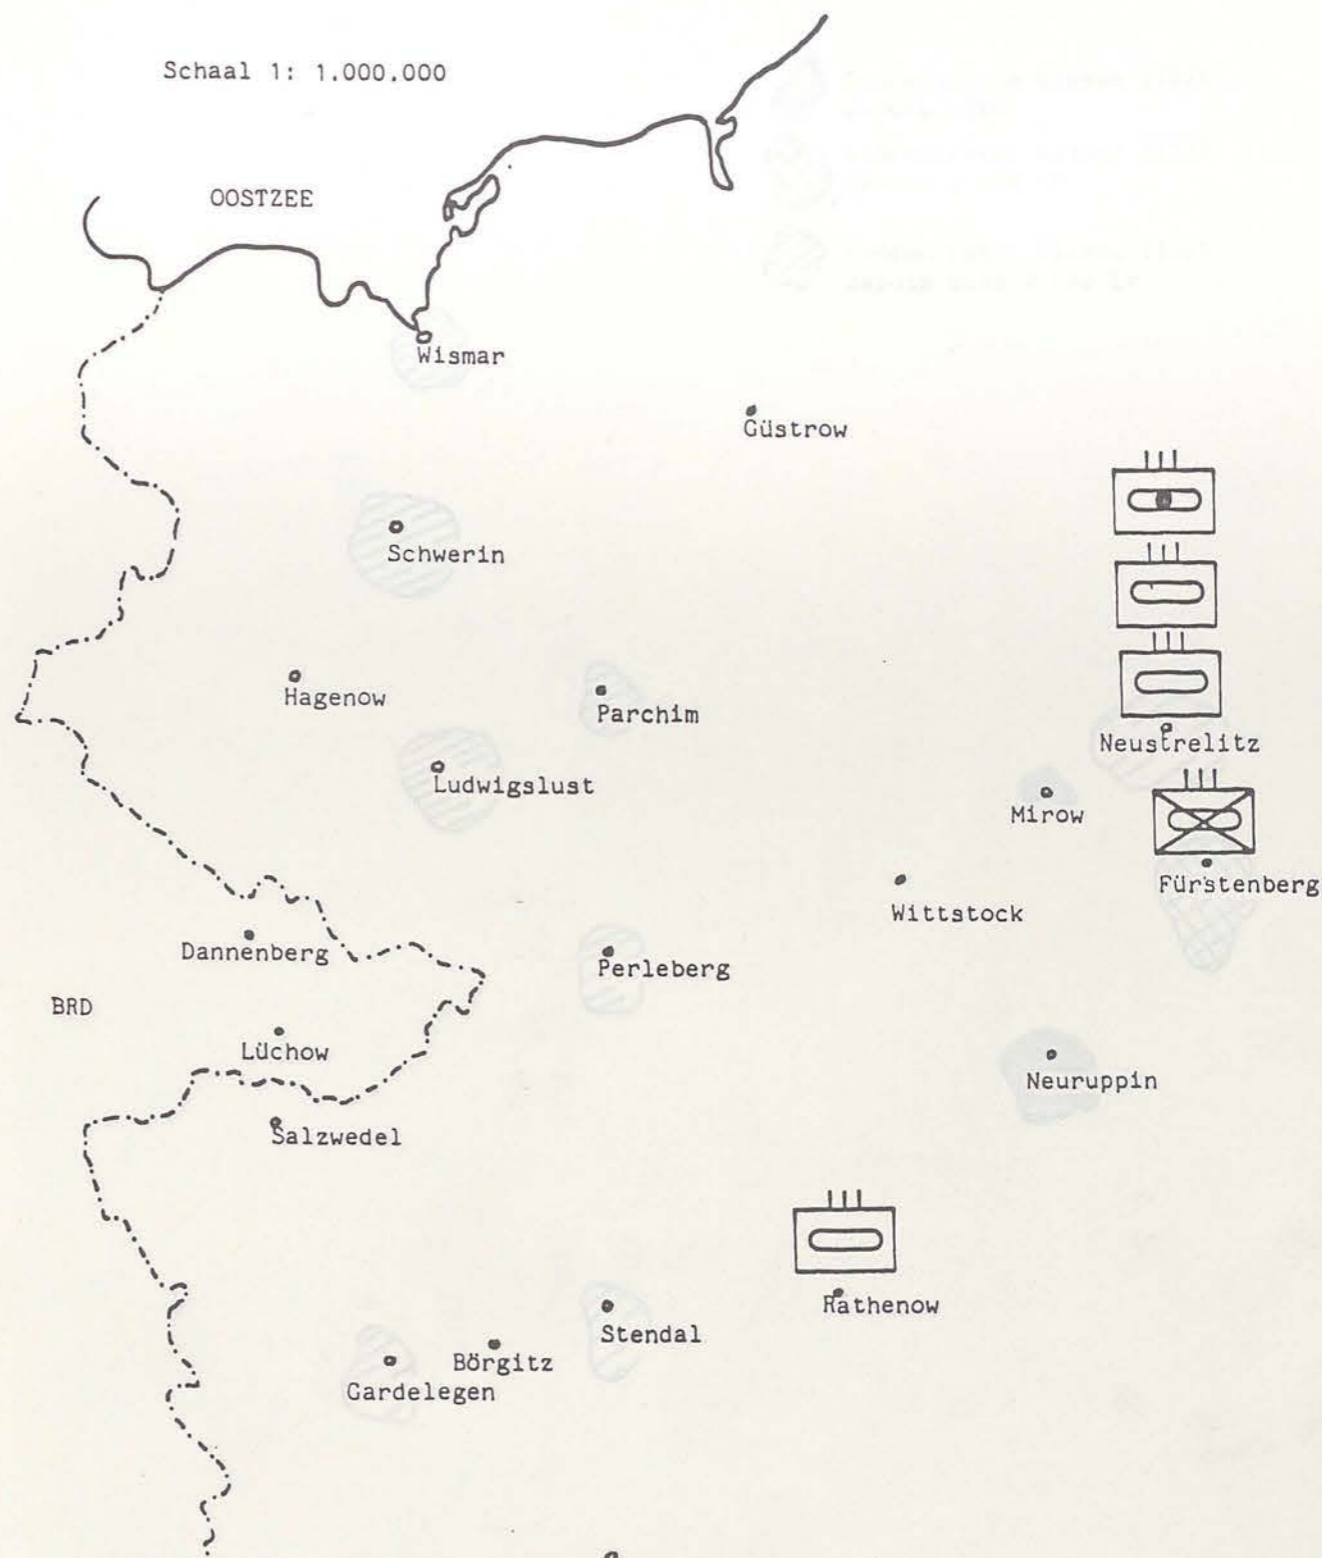 Schaal 1: 1.000.000
OOSTZEE
Wismar
Güstrow
Schwerin
Hagenow
Parchim
Neustrelitz
Ludwigslust
Mirow
Fürstenberg
Wittstock
Dannenberg
Perleberg
BRD
Lüchow
Neuruppin
Salzwedel
Rathenow
Stendal
Börgitz
Gardelegen